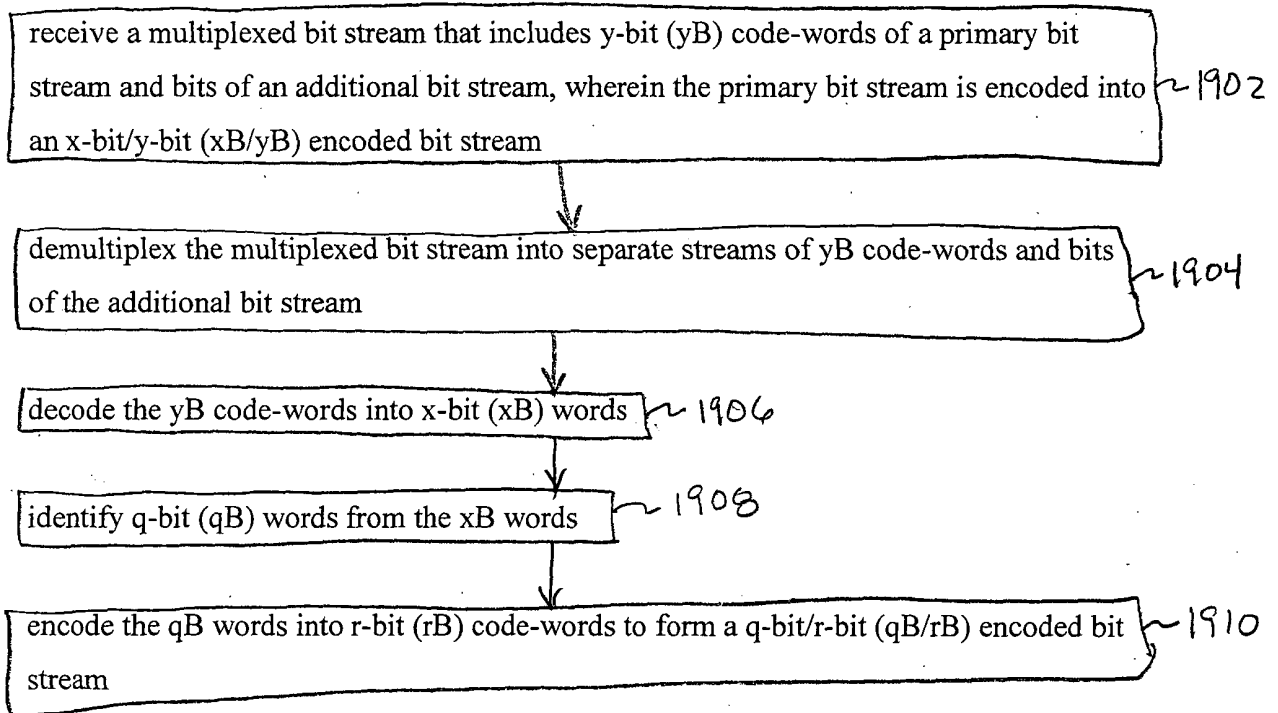 receive a multiplexed bit stream that includes y-bit (yB) code-words of a primary bit
stream and bits of an additional bit stream, wherein the primary bit stream is encoded into
an x-bit/y-bit (xB/yB) encoded bit stream
1902
demultiplex the multiplexed bit stream into separate streams of yB code-words and bits
of the additional bit stream
1904
decode the yB code-words into x-bit (xB) words
1906
identify q-bit (qB) words from the xB words
1908
encode the qB words into r-bit (rB) code-words to form a q-bit/r-bit (qB/rB) encoded bit
stream
1910